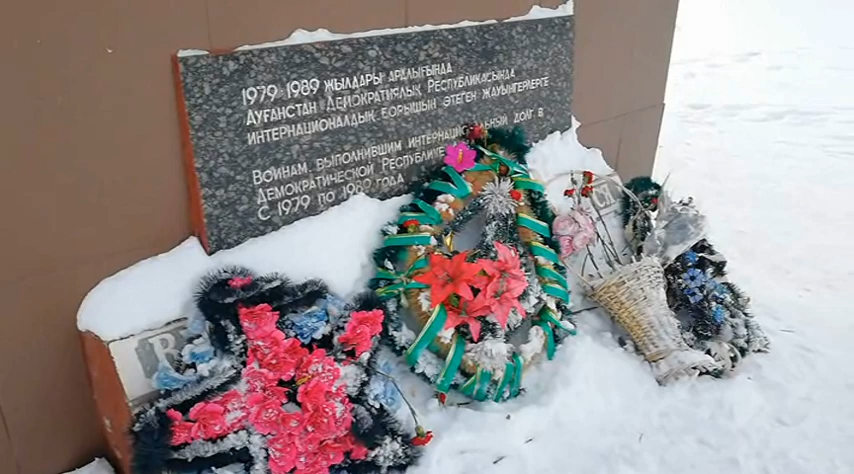 1979-1989 жылдары аралығында
Ауғанстан Демократиялық Республикасында
интернационалдық борышын өтеген жауынгерлерге
Воинам, выполнившим интернациональный долг в
Демократической Республике
с 1979 по 1989 года